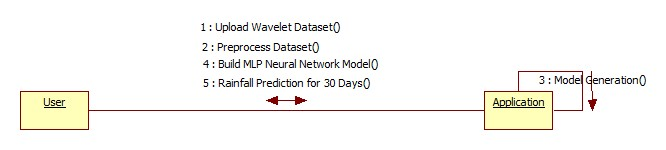 1 : Upload Wavelet Dataset()
2 : Preprocess Dataset()
4 : Build MLP Neural Network Model()
5 : Rainfall Prediction for 30 Days()
3 : Model Generation()
User
Application